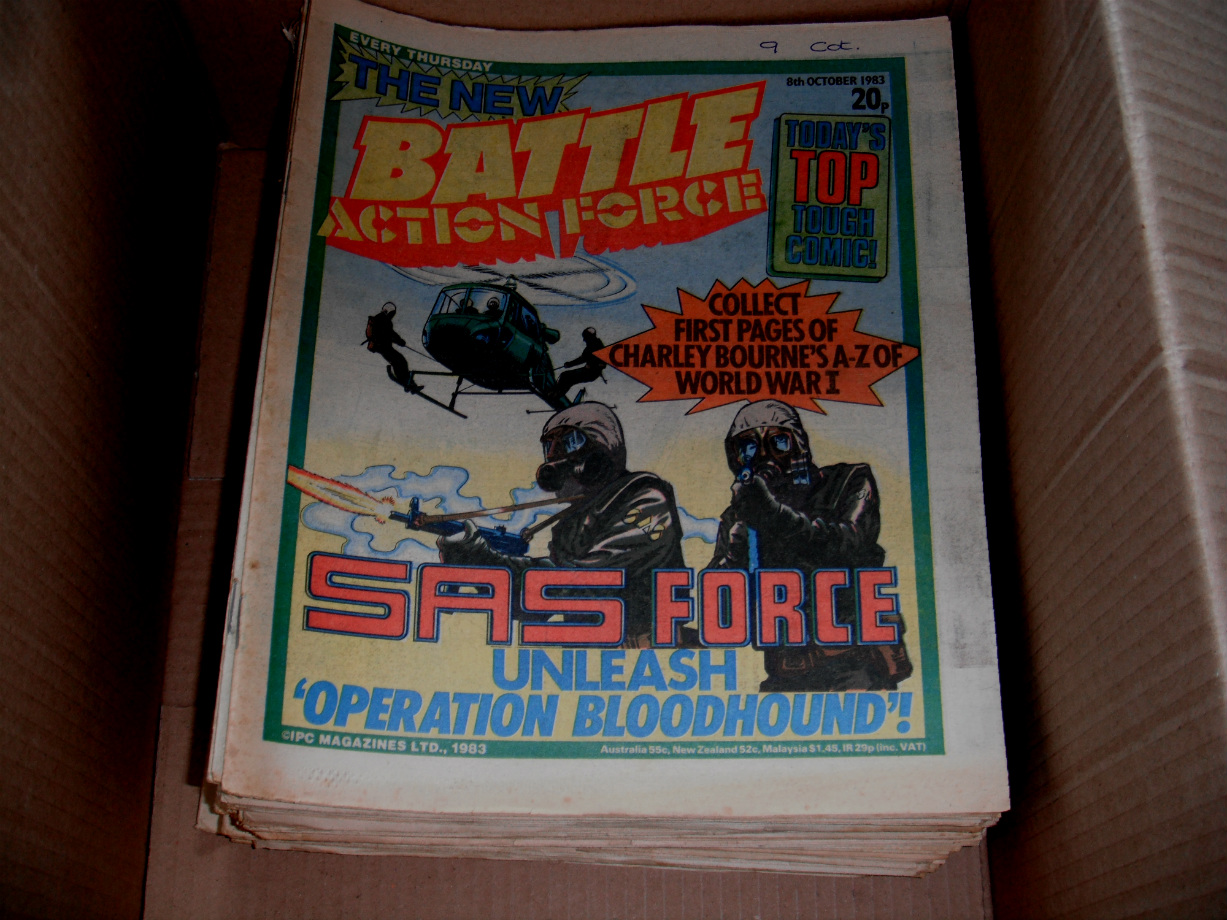 9 Cot.
EVERY THURSDAY
THE NEW
8th OCTOBER 1983
20p
BATTLE
ACTION FORCE
TODAY'S
TOP
TOUGH
COMIC!
COLLECT
FIRST PAGES OF
CHARLEY BOURNE'S A-Z OF
WORLD WAR I
SAS FORCE
UNLEASH
'OPERATION BLOODHOUND'!
©IPC MAGAZINES LTD., 1983
Australia 55c, New Zealand 52c, Malaysia $1.45, IR 29p (inc. VAT)